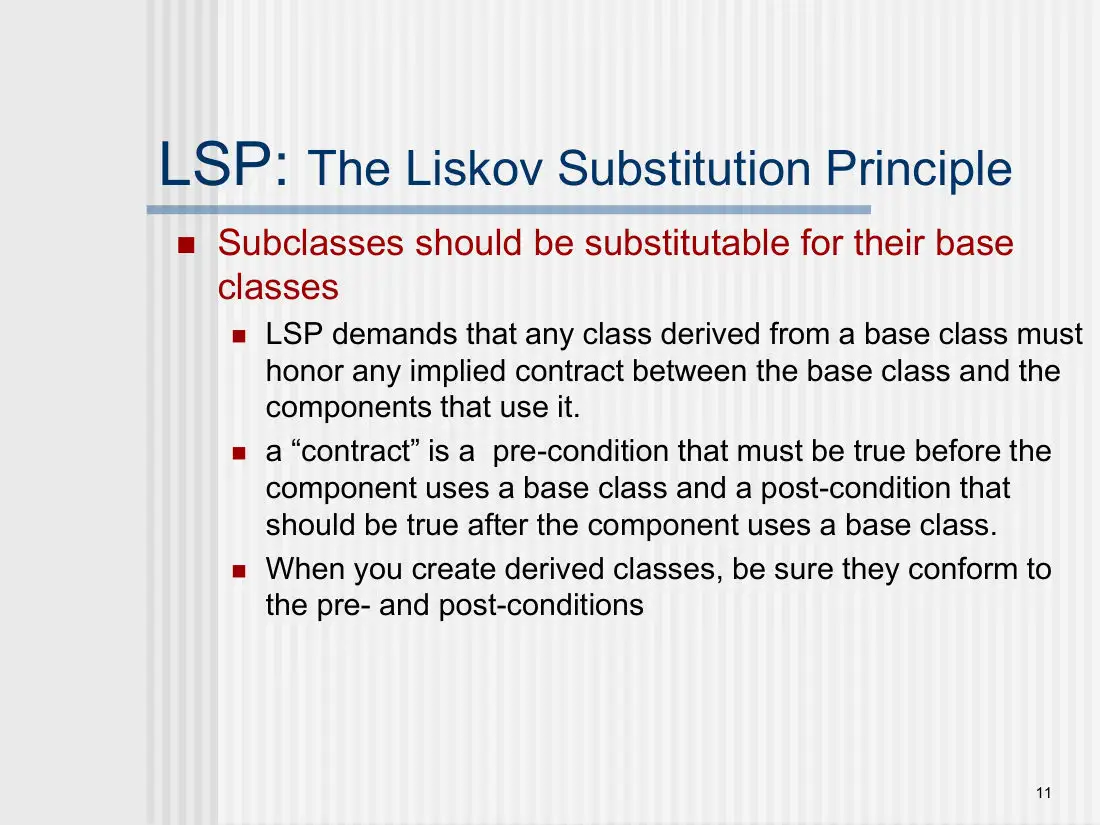 LSP: The Liskov Substitution Principle
Subclasses should be substitutable for their base
classes
LSP demands that any class derived from a base class must
honor any implied contract between the base class and the
components that use it.
a “contract” is a  pre-condition that must be true before the
component uses a base class and a post-condition that
should be true after the component uses a base class.
When you create derived classes, be sure they conform to
the pre- and post-conditions
11